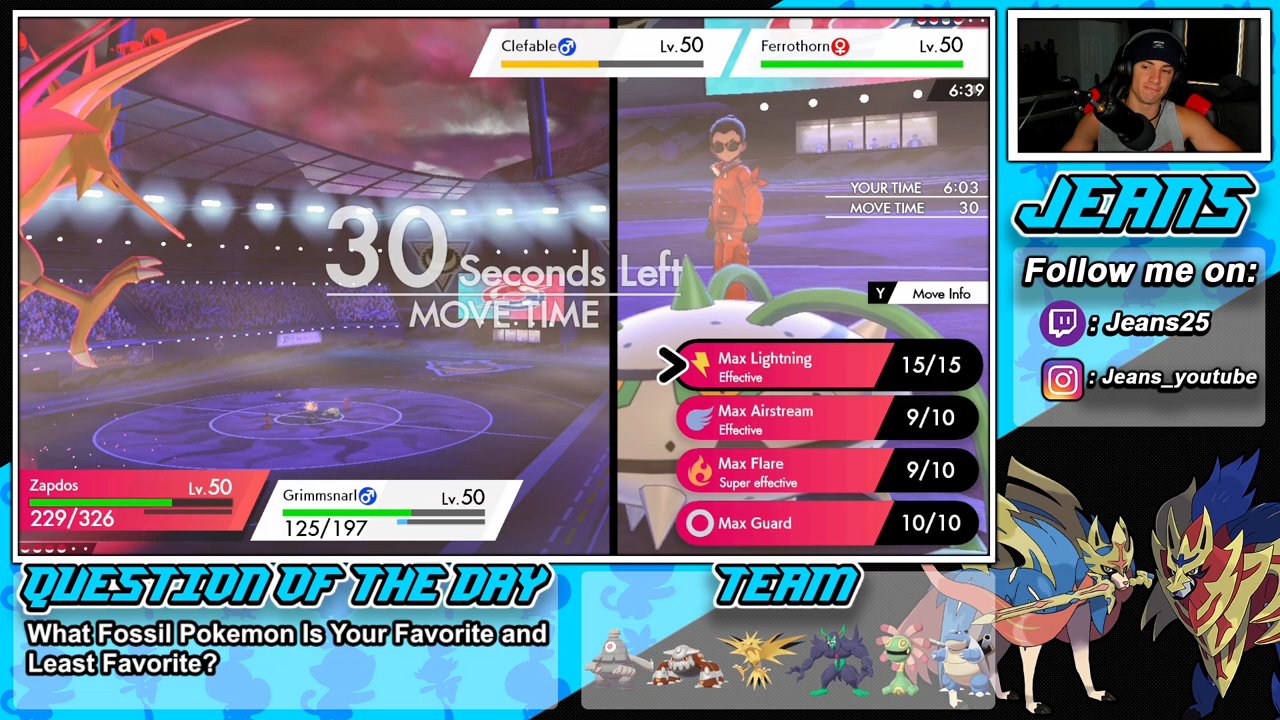 Clefable♂ Lv.50
Ferrothorn♀ Lv.50
6:39
YOUR TIME 6:03
MOVE TIME 30
30 Seconds Left
MOVE TIME
Y Move Info
Max Lightning 15/15
Effective
Max Airstream 9/10
Effective
Max Flare 9/10
Super effective
Max Guard 10/10
Zapdos Lv.50
229/326
Grimmsnarl♂ Lv.50
125/197
JEANS
Follow me on:
: Jeans25
: Jeans_youtube
QUESTION OF THE DAY
What Fossil Pokemon Is Your Favorite and
Least Favorite?
TEAM